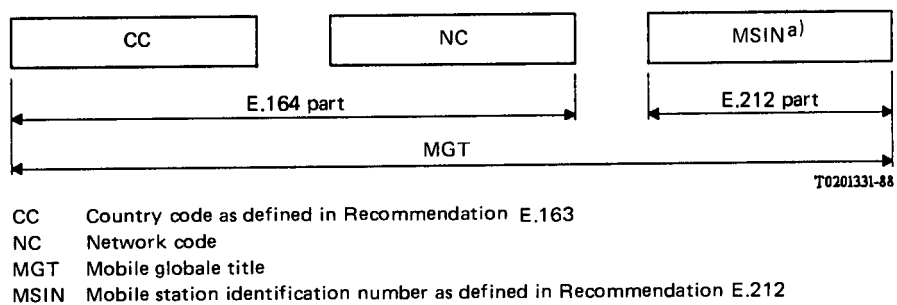 CC NC MSINa)
E.164 part E.212 part
MGT
T0201331-88
CC Country code as defined in Recommendation E.163
NC Network code
MGT Mobile globale title
MSIN Mobile station identification number as defined in Recommendation E.212